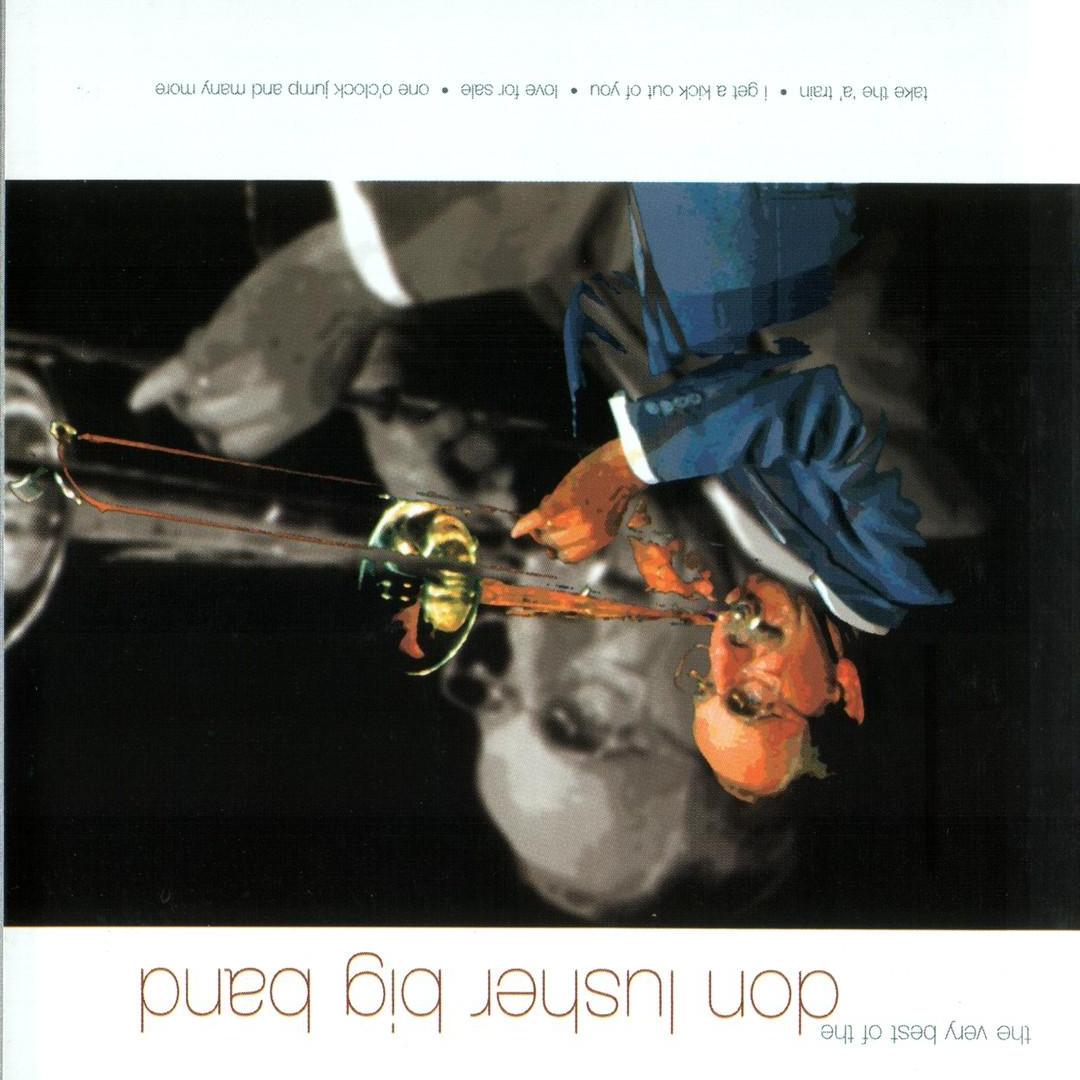 the very best of the
don lusher big band
take the 'a' train • i get a kick out of you • love for sale • one o'clock jump and many more